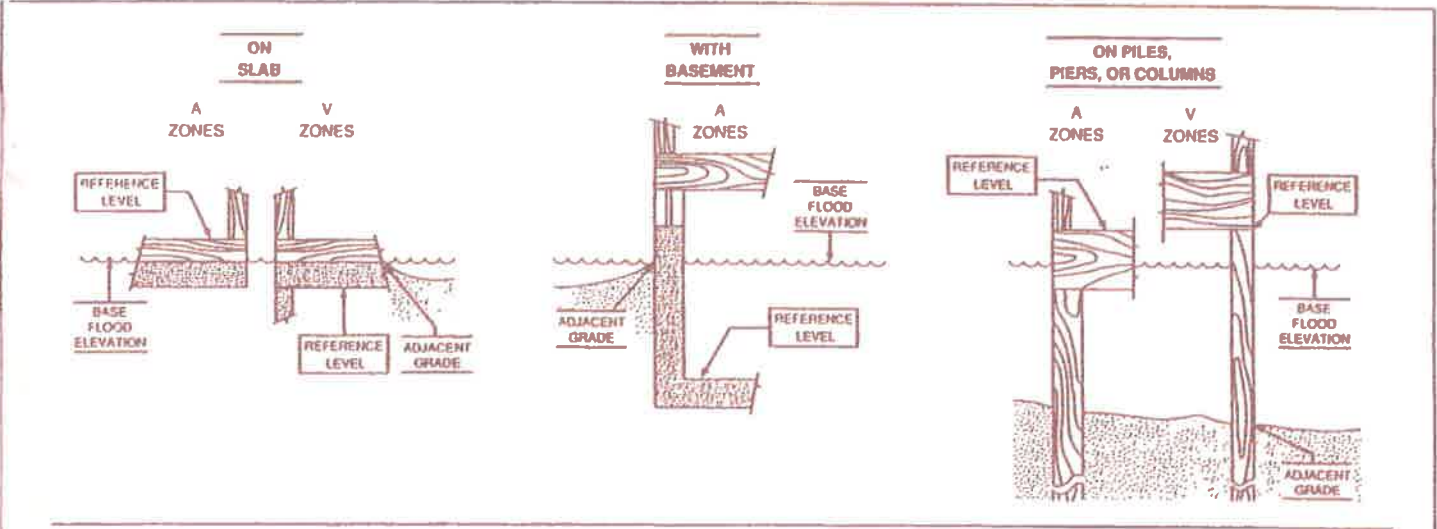 ON
SLAB
A
ZONES
V
ZONES
REFERENCE
LEVEL
BASE
FLOOD
ELEVATION
REFERENCE
LEVEL
ADJACENT
GRADE
WITH
BASEMENT
A
ZONES
BASE
FLOOD
ELEVATION
ADJACENT
GRADE
REFERENCE
LEVEL
ON PILES,
PIERS, OR COLUMNS
A
ZONES
V
ZONES
REFERENCE
LEVEL
REFERENCE
LEVEL
BASE
FLOOD
ELEVATION
ADJACENT
GRADE